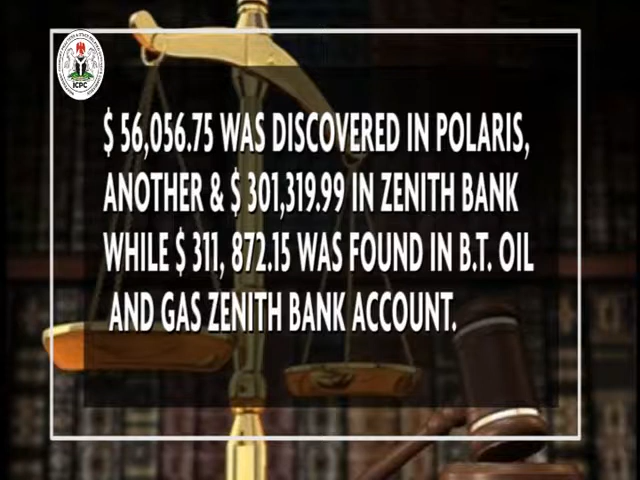 ICPC
$ 56,056.75 WAS DISCOVERED IN POLARIS,
ANOTHER & $ 301,319.99 IN ZENITH BANK
WHILE $ 311, 872.15 WAS FOUND IN B.T. OIL
AND GAS ZENITH BANK ACCOUNT.